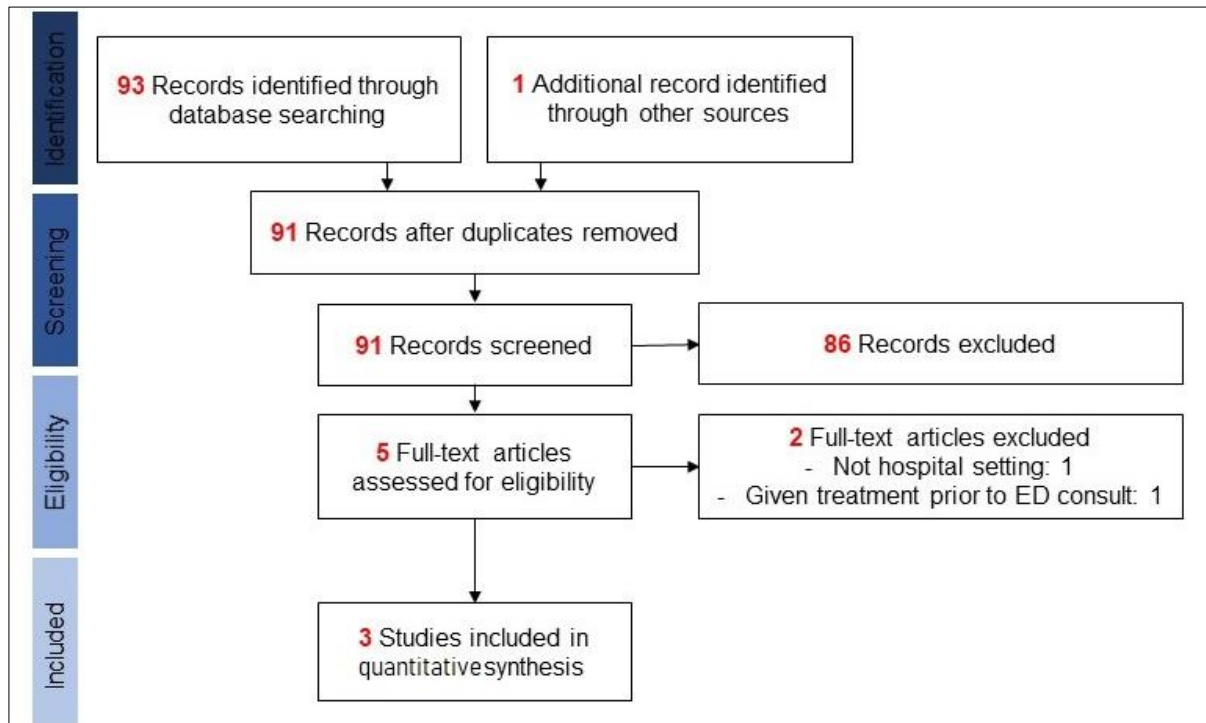 Identification
93 Records identified through
database searching
1 Additional record identified
through other sources
Screening
91 Records after duplicates removed
91 Records screened
86 Records excluded
Eligibility
5 Full-text articles
assessed for eligibility
2 Full-text articles excluded
- Not hospital setting: 1
- Given treatment prior to ED consult: 1
Included
3 Studies included in
quantitative synthesis